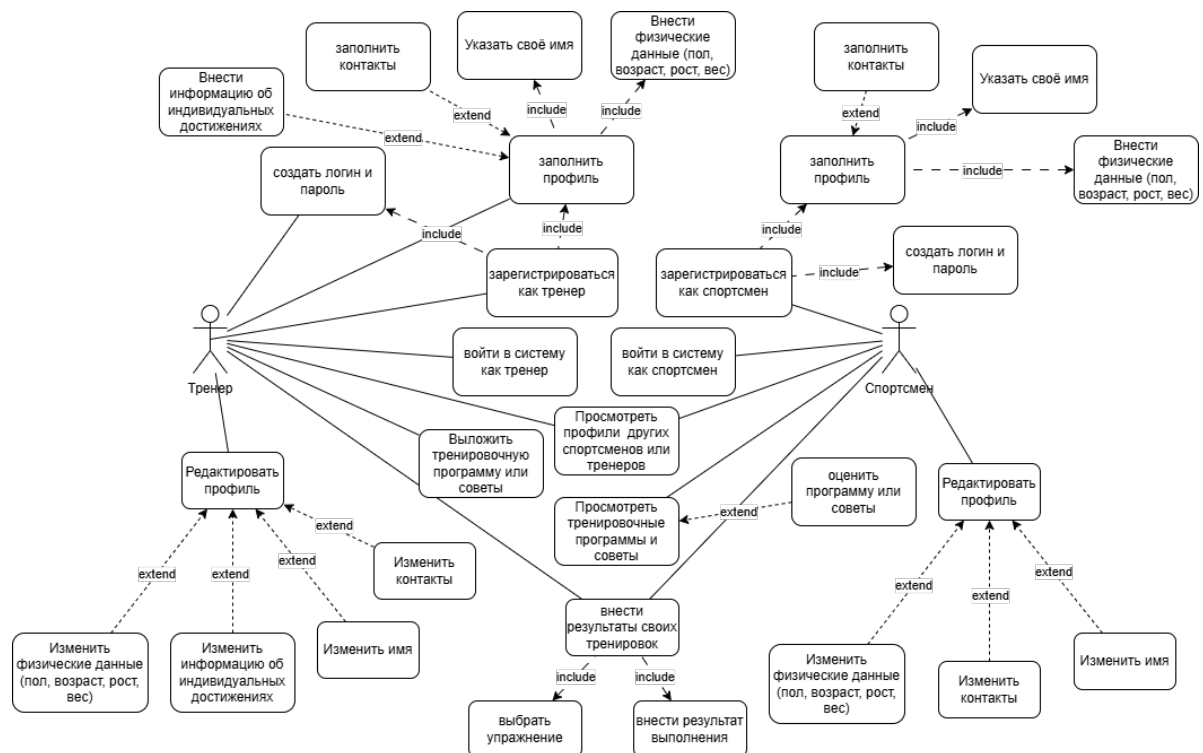 заполнить
контакты
Указать своё имя
Внести
физические
данные (пол,
возраст, рост, вес)
заполнить
контакты
Указать своё имя
Внести
информацию об
индивидуальных
достижениях
extend
extend
include
include
extend
include
include
заполнить
профиль
заполнить
профиль
Внести
физические
данные (пол,
возраст, рост, вес)
создать логин и
пароль
include
include
include
include
создать логин и
пароль
зарегистрироваться
как тренер
зарегистрироваться
как спортсмен
Тренер
войти в систему
как тренер
войти в систему
как спортсмен
Спортсмен
Просмотреть
профили других
спортсменов или
тренеров
Выложить
тренировочную
программу или
советы
Редактировать
профиль
Просмотреть
тренировочные
программы и
советы
extend
оценить
программу или
советы
Редактировать
профиль
extend
extend
extend
extend
Изменить
контакты
extend
extend
extend
Изменить
физические данные
(пол, возраст, рост,
вес)
Изменить
информацию об
индивидуальных
достижениях
Изменить имя
внести
результаты своих
тренировок
include
include
выбрать
упражнение
внести результат
выполнения
Изменить
физические данные
(пол, возраст, рост,
вес)
Изменить
контакты
Изменить имя